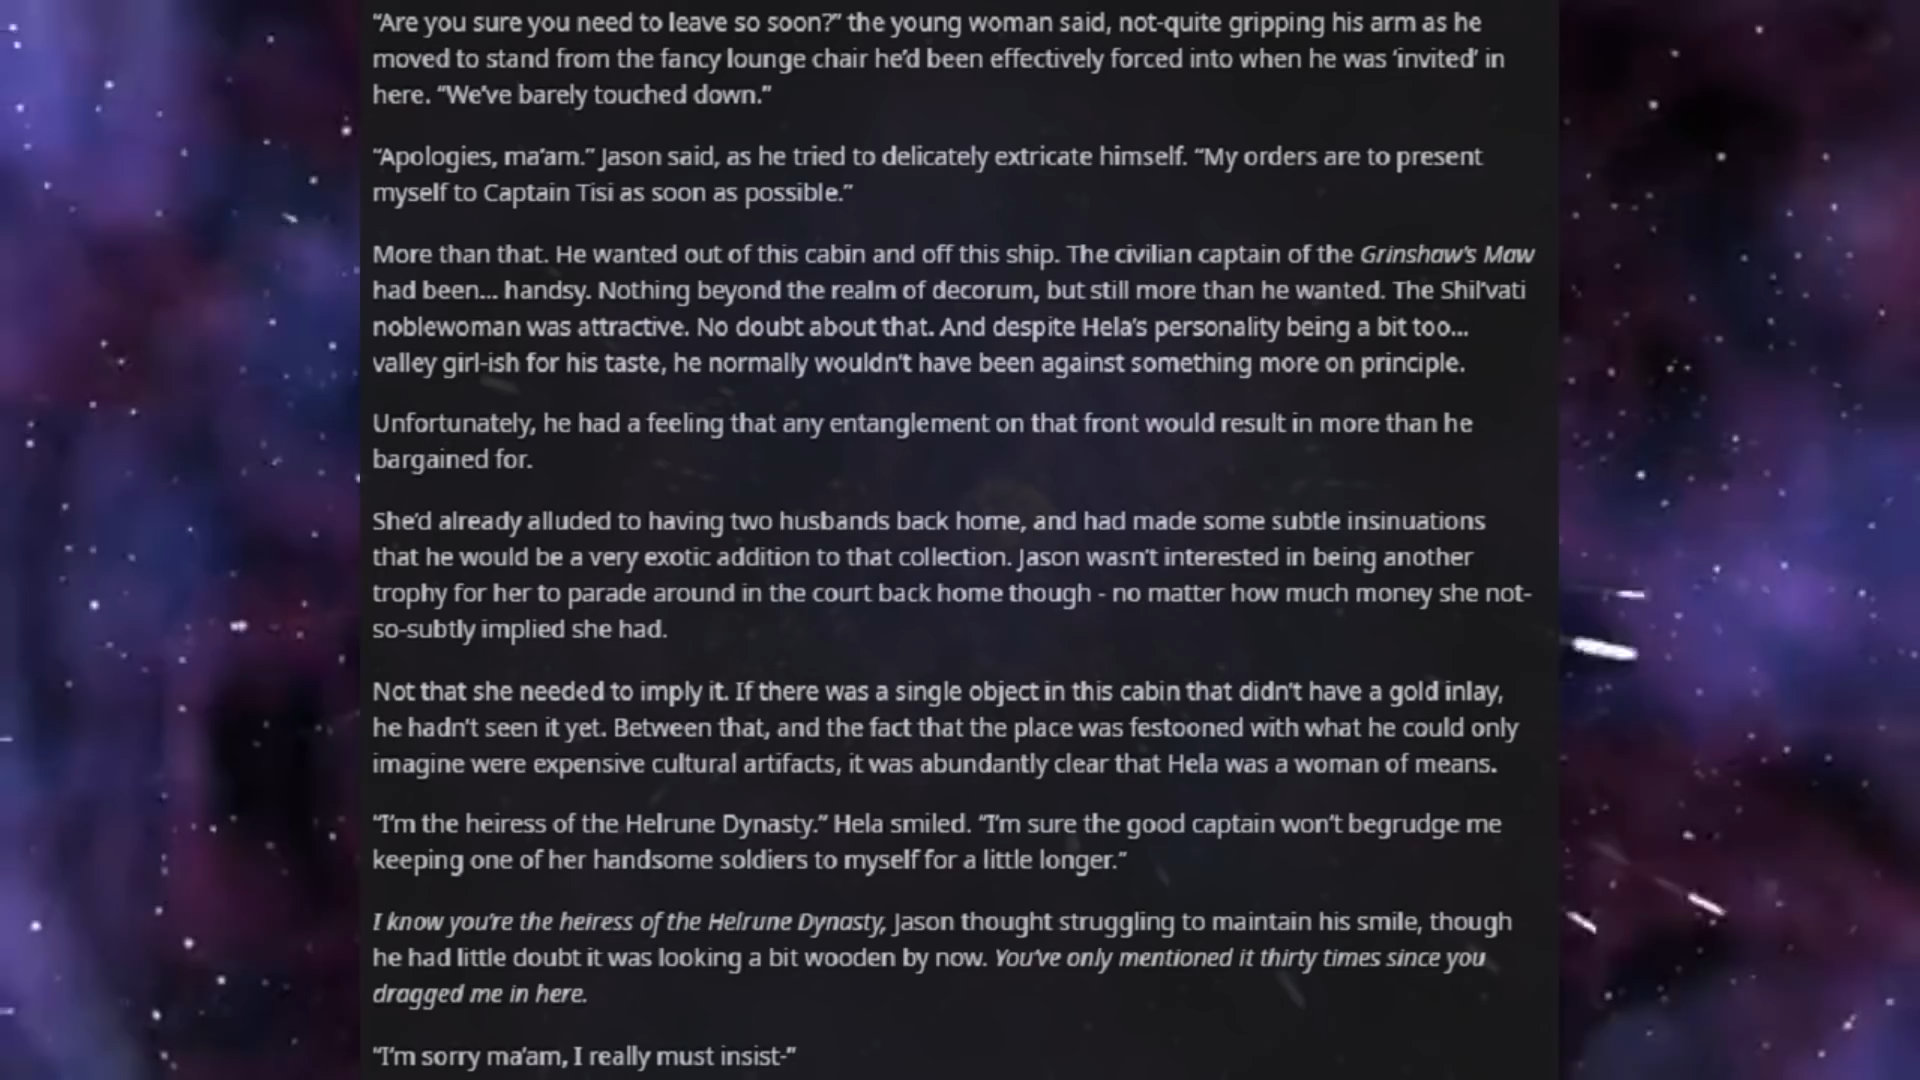 “Are you sure you need to leave so soon?” the young woman said, not-quite gripping his arm as he
moved to stand from the fancy lounge chair he’d been effectively forced into when he was ‘invited’ in
here. “We’ve barely touched down.”
“Apologies, ma’am.” Jason said, as he tried to delicately extricate himself. “My orders are to present
myself to Captain Tisi as soon as possible.”
More than that. He wanted out of this cabin and off this ship. The civilian captain of the Grinshaw’s Maw
had been... handsy. Nothing beyond the realm of decorum, but still more than he wanted. The Shil’vati
noblewoman was attractive. No doubt about that. And despite Hela’s personality being a bit too...
valley girl-ish for his taste, he normally wouldn’t have been against something more on principle.
Unfortunately, he had a feeling that any entanglement on that front would result in more than he
bargained for.
She’d already alluded to having two husbands back home, and had made some subtle insinuations
that he would be a very exotic addition to that collection. Jason wasn’t interested in being another
trophy for her to parade around in the court back home though - no matter how much money she not-
so-subtly implied she had.
Not that she needed to imply it. If there was a single object in this cabin that didn’t have a gold inlay,
he hadn’t seen it yet. Between that, and the fact that the place was festooned with what he could only
imagine were expensive cultural artifacts, it was abundantly clear that Hela was a woman of means.
“I’m the heiress of the Helrune Dynasty.” Hela smiled. “I’m sure the good captain won’t begrudge me
keeping one of her handsome soldiers to myself for a little longer.”
I know you’re the heiress of the Helrune Dynasty, Jason thought struggling to maintain his smile, though
he had little doubt it was looking a bit wooden by now. You’ve only mentioned it thirty times since you
dragged me in here.
“I’m sorry ma’am, I really must insist-”